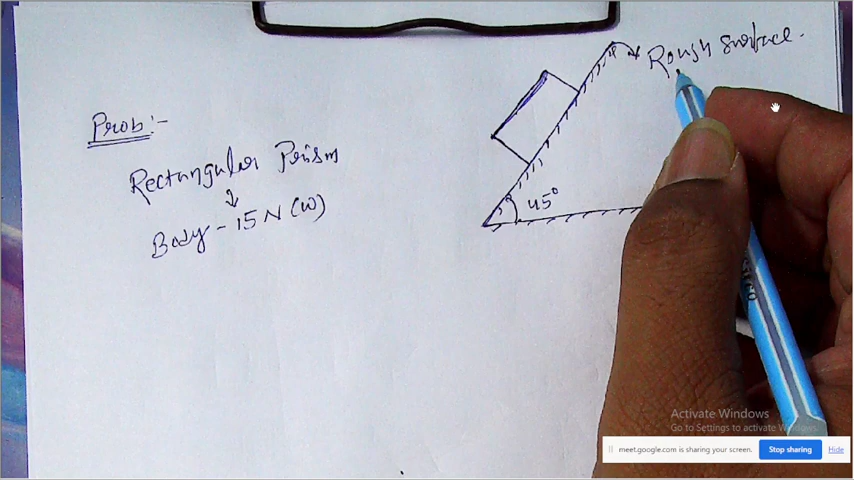 Prob:-
Rectangular Prism
Body - 15 N (W)
Rough surface.
45°
Activate Windows
Go to Settings to activate Windows.
meet.google.com is sharing your screen.
Stop sharing
Hide